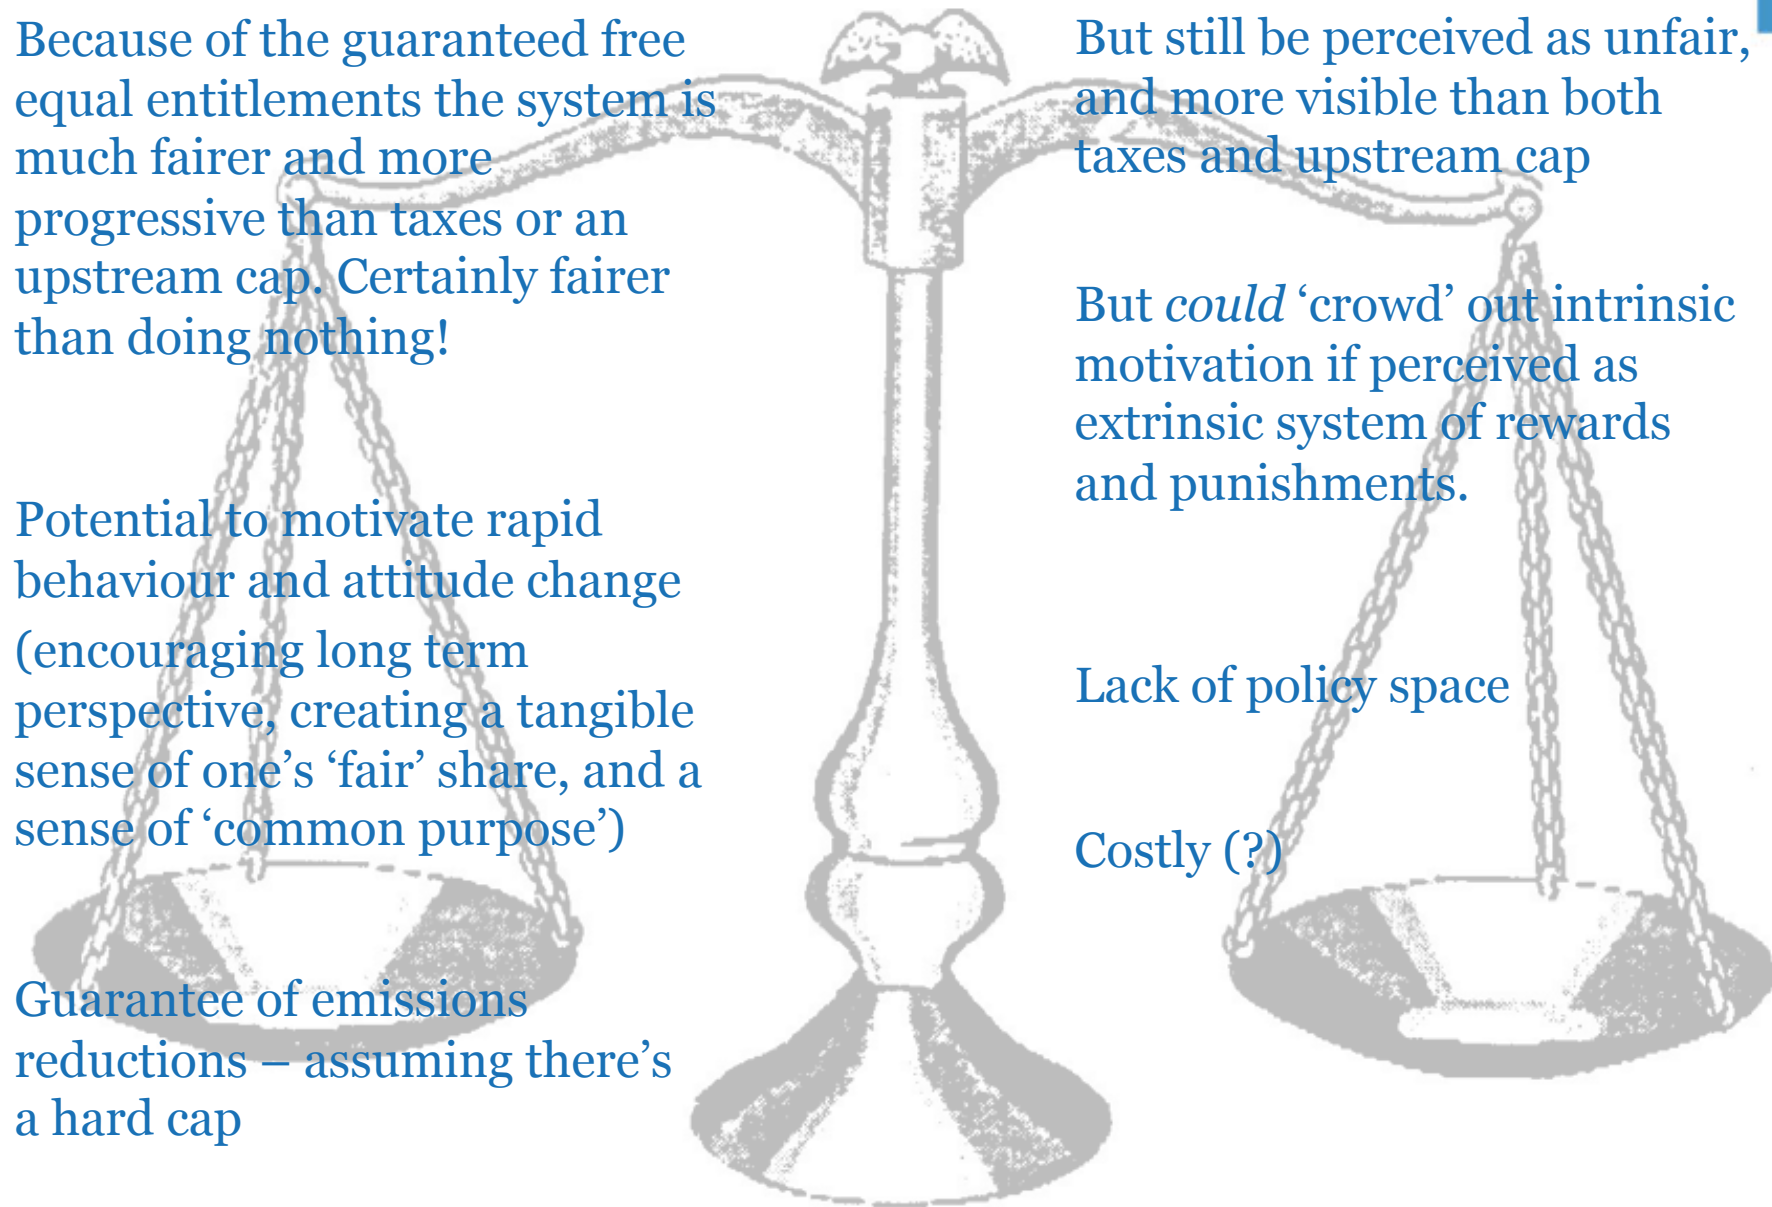 Because of the guaranteed free
equal entitlements the system is
much fairer and more
progressive than taxes or an
upstream cap. Certainly fairer
than doing nothing!
Potential to motivate rapid
behaviour and attitude change
(encouraging long term
perspective, creating a tangible
sense of one’s ‘fair’ share, and a
sense of ‘common purpose’)
Guarantee of emissions
reductions – assuming there’s
a hard cap
But still be perceived as unfair,
and more visible than both
taxes and upstream cap
But could ‘crowd’ out intrinsic
motivation if perceived as
extrinsic system of rewards
and punishments.
Lack of policy space
Costly (?)